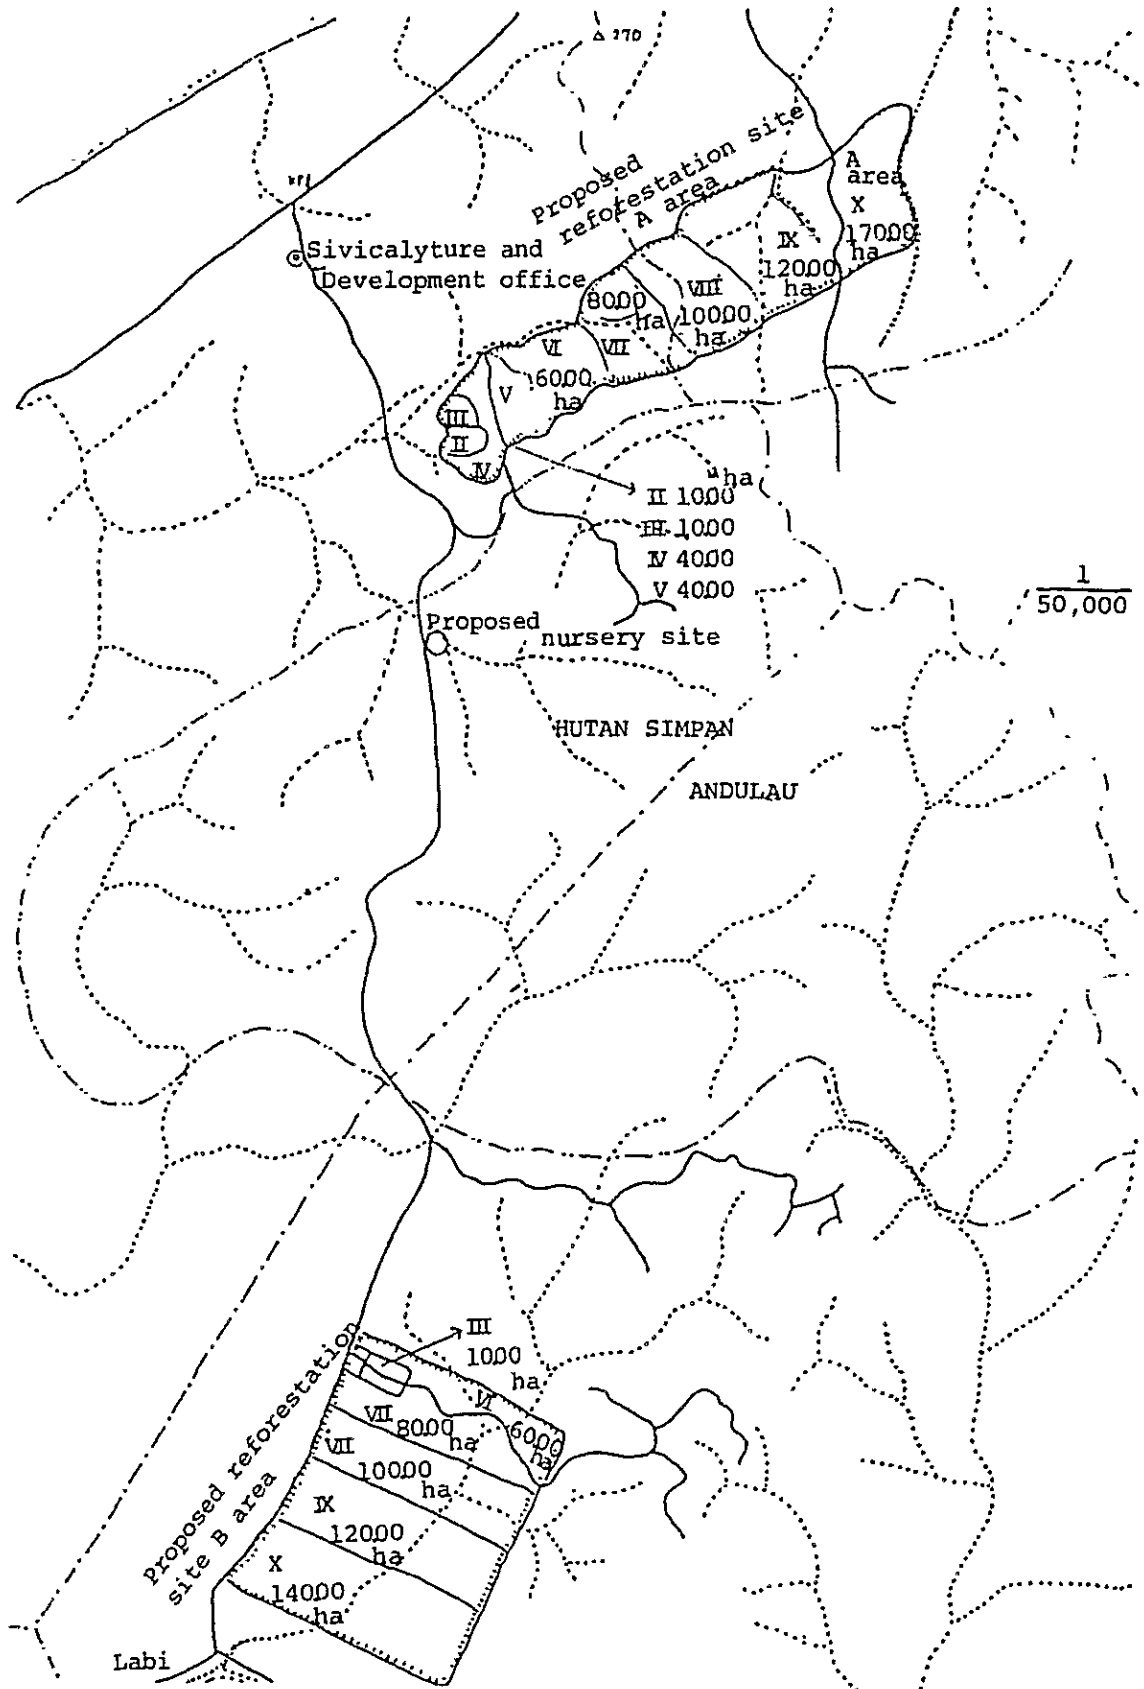 △ 270
Proposed
reforestation site
A area
A
area
X
170.00
ha
IX
120.00
ha
VIII
100.00
ha
80.00
ha
VII
VI
60.00
ha
V
III
II
IV
Sivicalyture and
Development office
ha
II 10.00
III 10.00
IV 40.00
V 40.00
1
50,000
Proposed
nursery site
HUTAN SIMPAN
ANDULAU
III
10.00
ha
VI
60.00
ha
VII
80.00
ha
VII
100.00
ha
IX
120.00
ha
X
140.00
ha
Proposed reforestation
site B area
Labi